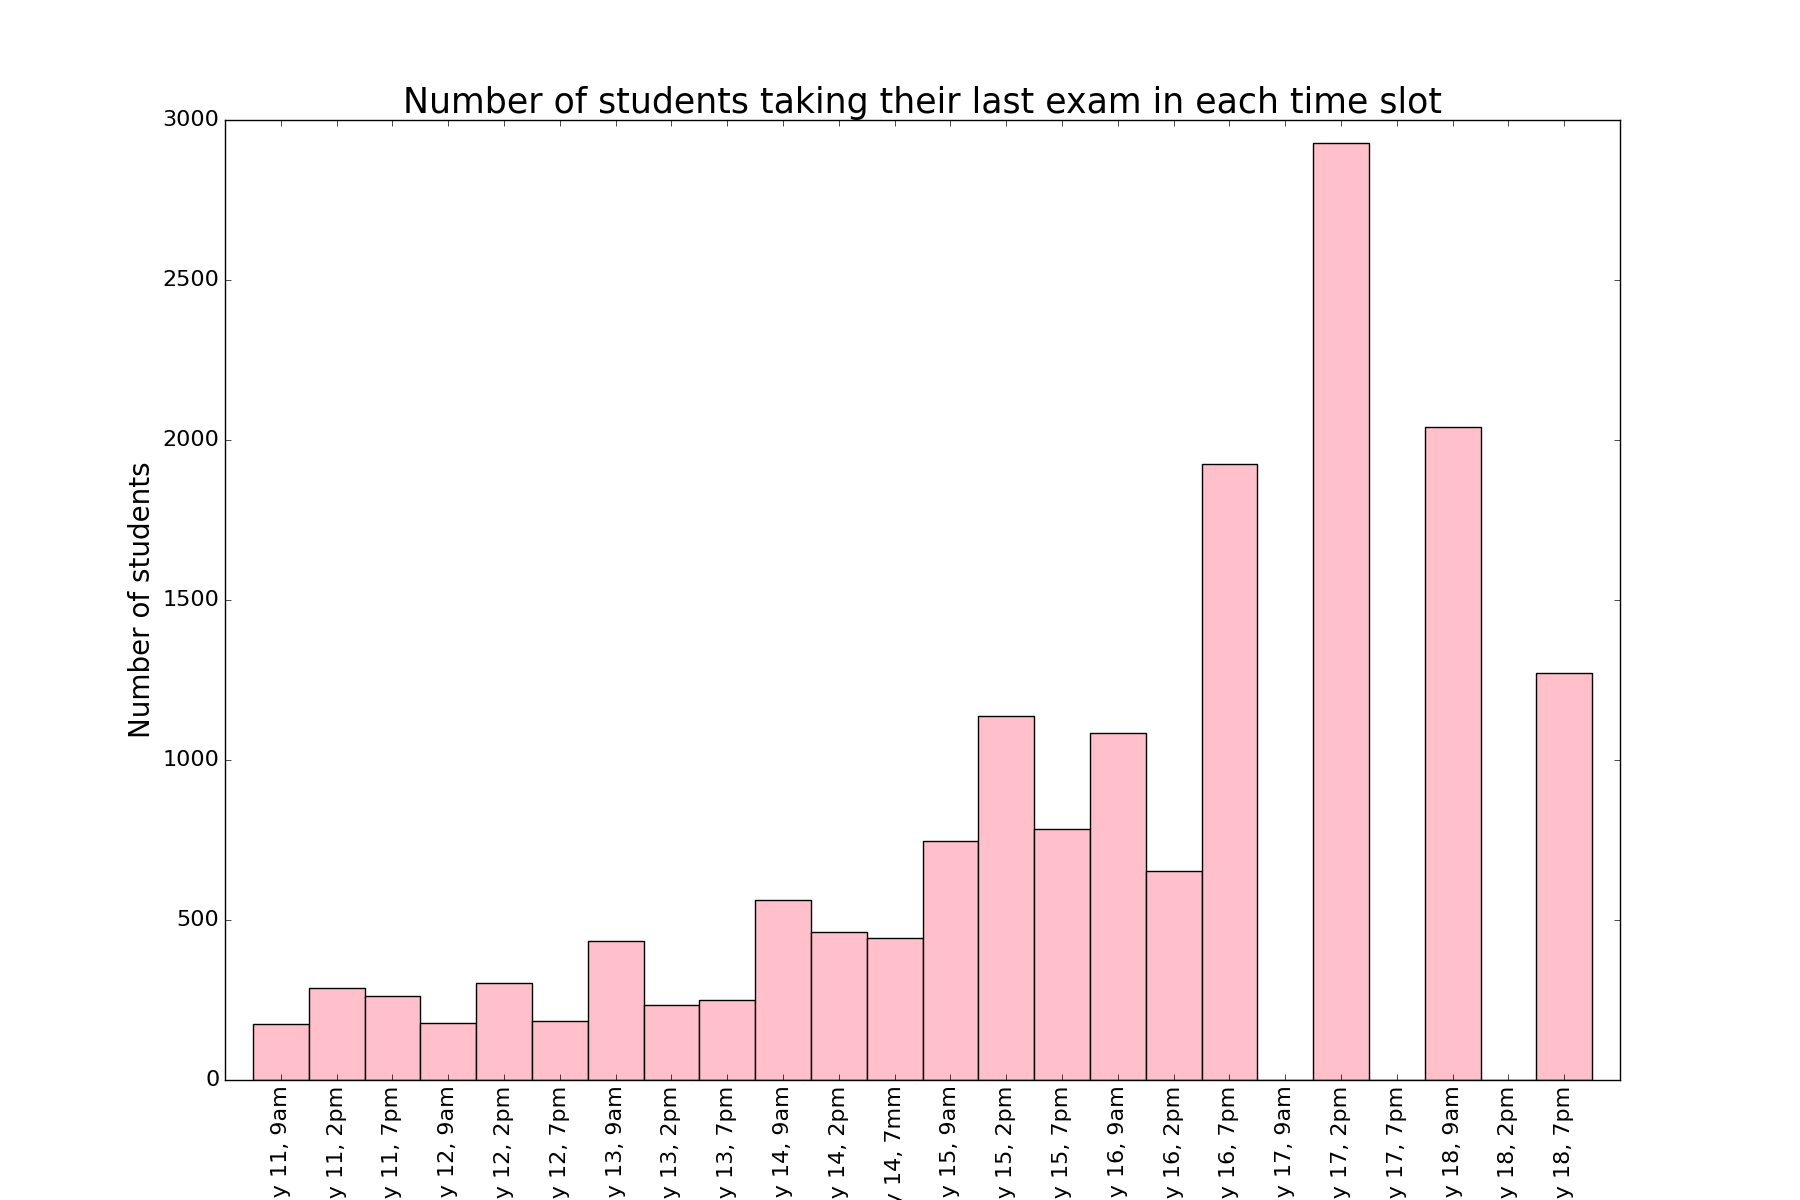 Number of students taking their last exam in each time slot
3000
2500
2000
1500
1000
500
0
Number of students
y 11, 9am
y 11, 2pm
y 11, 7pm
y 12, 9am
y 12, 2pm
y 12, 7pm
y 13, 9am
y 13, 2pm
y 13, 7pm
y 14, 9am
y 14, 2pm
y 14, 7mm
y 15, 9am
y 15, 2pm
y 15, 7pm
y 16, 9am
y 16, 2pm
y 16, 7pm
y 17, 9am
y 17, 2pm
y 17, 7pm
y 18, 9am
y 18, 2pm
y 18, 7pm